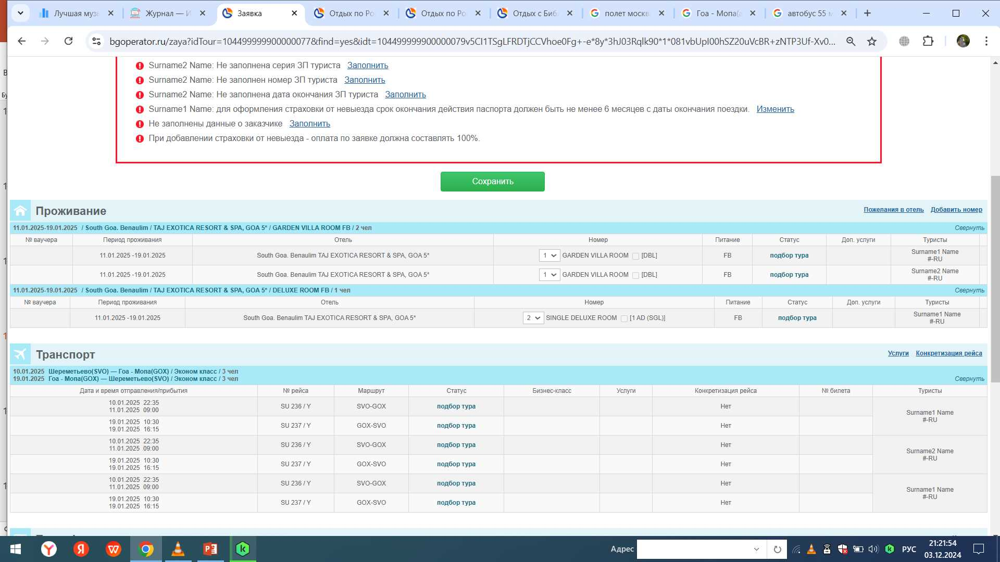 Лучшая музы
Журнал — И
Заявка
Отдых по Ро
Отдых по Ро
Отдых с Биб
полет москв
Гоа - Мопа(а
автобус 55 м
bgoperator.ru/zaya?idTour=104499999900000077&find=yes&idt=104499999900000079v5Cl1TSgLFRDTjCCVhoe0Fg+-e*8y*3hJ03Rqlk90*1*081vbUpI00hSZ20uVcBR+zNTP3Uf-Xv0...
Surname2 Name: Не заполнена серия ЗП туриста Заполнить
Surname2 Name: Не заполнен номер ЗП туриста Заполнить
Surname2 Name: Не заполнена дата окончания ЗП туриста Заполнить
Surname1 Name: для оформления страховки от невыезда срок окончания действия паспорта должен быть не менее 6 месяцев с даты окончания поездки. Изменить
Не заполнены данные о заказчике Заполнить
При добавлении страховки от невыезда - оплата по заявке должна составлять 100%.
Сохранить
Проживание Пожелания в отель Добавить номер
11.01.2025-19.01.2025 / South Goa. Benaulim / TAJ EXOTICA RESORT & SPA, GOA 5* / GARDEN VILLA ROOM FB / 2 чел Свернуть
№ ваучера Период проживания Отель Номер Питание Статус Доп. услуги Туристы
11.01.2025 -19.01.2025 South Goa. Benaulim TAJ EXOTICA RESORT & SPA, GOA 5* 1 GARDEN VILLA ROOM [DBL] FB подбор тура Surname1 Name
#-RU
11.01.2025 -19.01.2025 South Goa. Benaulim TAJ EXOTICA RESORT & SPA, GOA 5* 1 GARDEN VILLA ROOM [DBL] FB подбор тура Surname2 Name
#-RU
11.01.2025-19.01.2025 / South Goa. Benaulim / TAJ EXOTICA RESORT & SPA, GOA 5* / DELUXE ROOM FB / 1 чел Свернуть
№ ваучера Период проживания Отель Номер Питание Статус Доп. услуги Туристы
11.01.2025 -19.01.2025 South Goa. Benaulim TAJ EXOTICA RESORT & SPA, GOA 5* 2 SINGLE DELUXE ROOM [1 AD (SGL)] FB подбор тура Surname1 Name
#-RU
Транспорт Услуги Конкретизация рейса
10.01.2025 Шереметьево(SVO) — Гоа - Мопа(GOX) / Эконом класс / 3 чел
19.01.2025 Гоа - Мопа(GOX) — Шереметьево(SVO) / Эконом класс / 3 чел Свернуть
Дата и время отправления/прибытия № рейса Маршрут Статус Бизнес-класс Услуги Конкретизация рейса № билета Туристы
10.01.2025 22:35
11.01.2025 09:00 SU 236 / Y SVO-GOX подбор тура Нет
Surname1 Name
#-RU
19.01.2025 10:30
19.01.2025 16:15 SU 237 / Y GOX-SVO подбор тура Нет
10.01.2025 22:35
11.01.2025 09:00 SU 236 / Y SVO-GOX подбор тура Нет
Surname2 Name
#-RU
19.01.2025 10:30
19.01.2025 16:15 SU 237 / Y GOX-SVO подбор тура Нет
10.01.2025 22:35
11.01.2025 09:00 SU 236 / Y SVO-GOX подбор тура Нет
Surname1 Name
#-RU
19.01.2025 10:30
19.01.2025 16:15 SU 237 / Y GOX-SVO подбор тура Нет
Адрес
РУС
21:21:54
03.12.2024